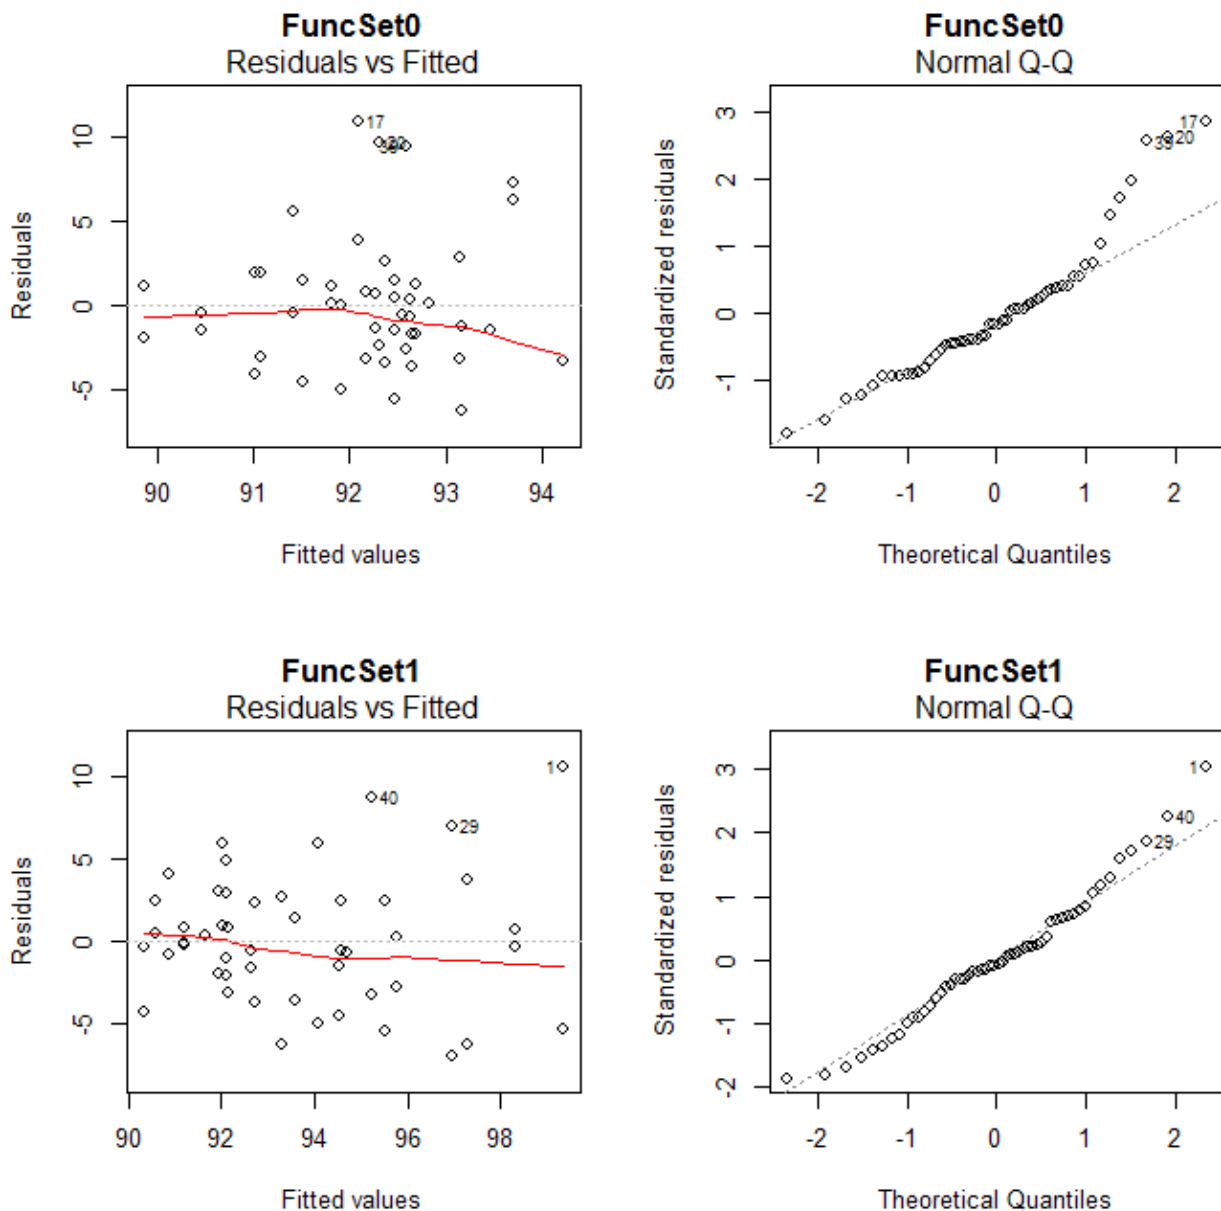 FuncSet0
Residuals vs Fitted
Residuals
10
5
0
-5
17
20
90 91 92 93 94
Fitted values
FuncSet0
Normal Q-Q
Standardized residuals
3
2
1
0
-1
17
20
-2 -1 0 1 2
Theoretical Quantiles
FuncSet1
Residuals vs Fitted
Residuals
10
5
0
-5
1
40
29
90 92 94 96 98
Fitted values
FuncSet1
Normal Q-Q
Standardized residuals
3
2
1
0
-1
-2
1
40
29
-2 -1 0 1 2
Theoretical Quantiles